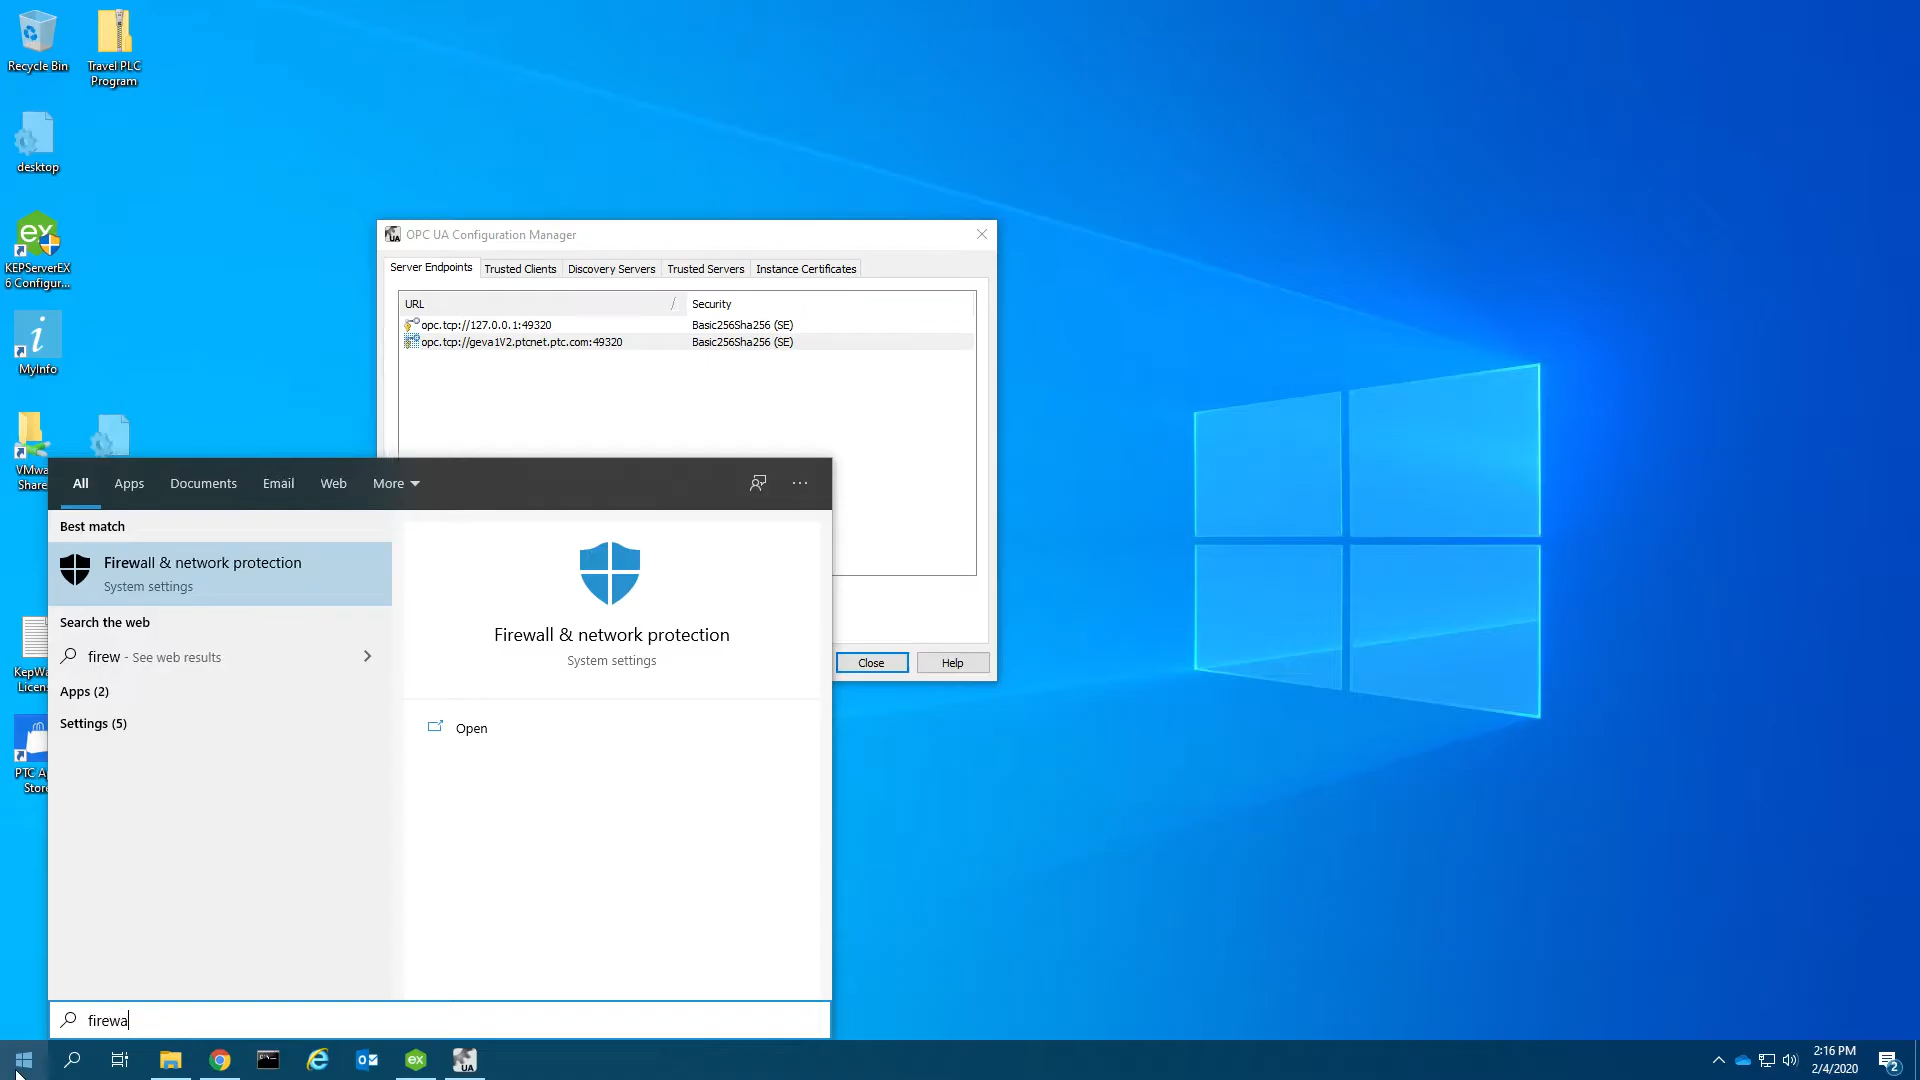 Recycle Bin
Travel PLC
Program
desktop
KEPServerEX
6 Configur...
MyInfo
VMwa
Share
KepWa
Licens
PTC Ap
Store
OPC UA Configuration Manager
Server Endpoints
Trusted Clients
Discovery Servers
Trusted Servers
Instance Certificates
URL
Security
opc.tcp://127.0.0.1:49320
Basic256Sha256 (SE)
opc.tcp://geva1V2.ptcnet.ptc.com:49320
Basic256Sha256 (SE)
Close
Help
All
Apps
Documents
Email
Web
More
Best match
Firewall & network protection
System settings
Search the web
firew - See web results
Apps (2)
Settings (5)
Firewall & network protection
System settings
Open
firewa
2:16 PM
2/4/2020
2